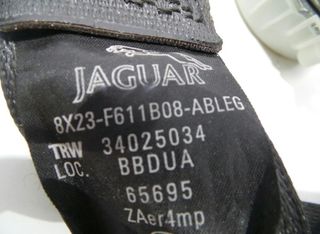 JAGUAR
8X23-F611B08-ABLEG
TRW 34025034
LOC. BBDUA
65695
ZAer4mp